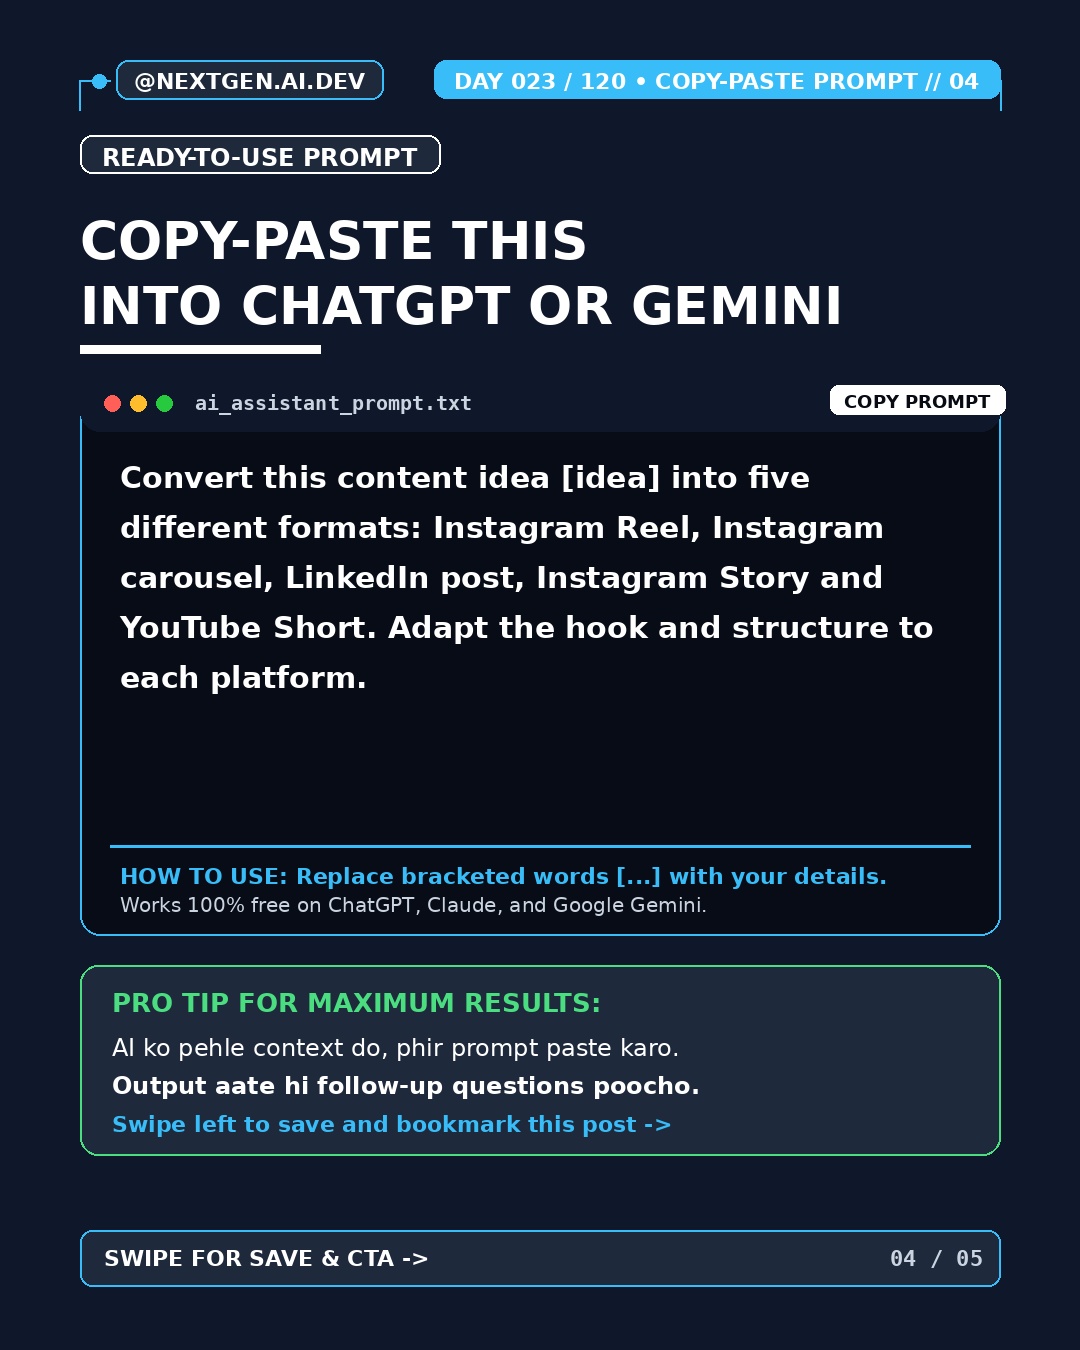 @NEXTGEN.AI.DEV
DAY 023 / 120 • COPY-PASTE PROMPT // 04
READY-TO-USE PROMPT
COPY-PASTE THIS
INTO CHATGPT OR GEMINI
ai_assistant_prompt.txt
COPY PROMPT
Convert this content idea [idea] into five
different formats: Instagram Reel, Instagram
carousel, LinkedIn post, Instagram Story and
YouTube Short. Adapt the hook and structure to
each platform.
HOW TO USE: Replace bracketed words [...] with your details.
Works 100% free on ChatGPT, Claude, and Google Gemini.
PRO TIP FOR MAXIMUM RESULTS:
AI ko pehle context do, phir prompt paste karo.
Output aate hi follow-up questions poocho.
Swipe left to save and bookmark this post ->
SWIPE FOR SAVE & CTA ->
04 / 05